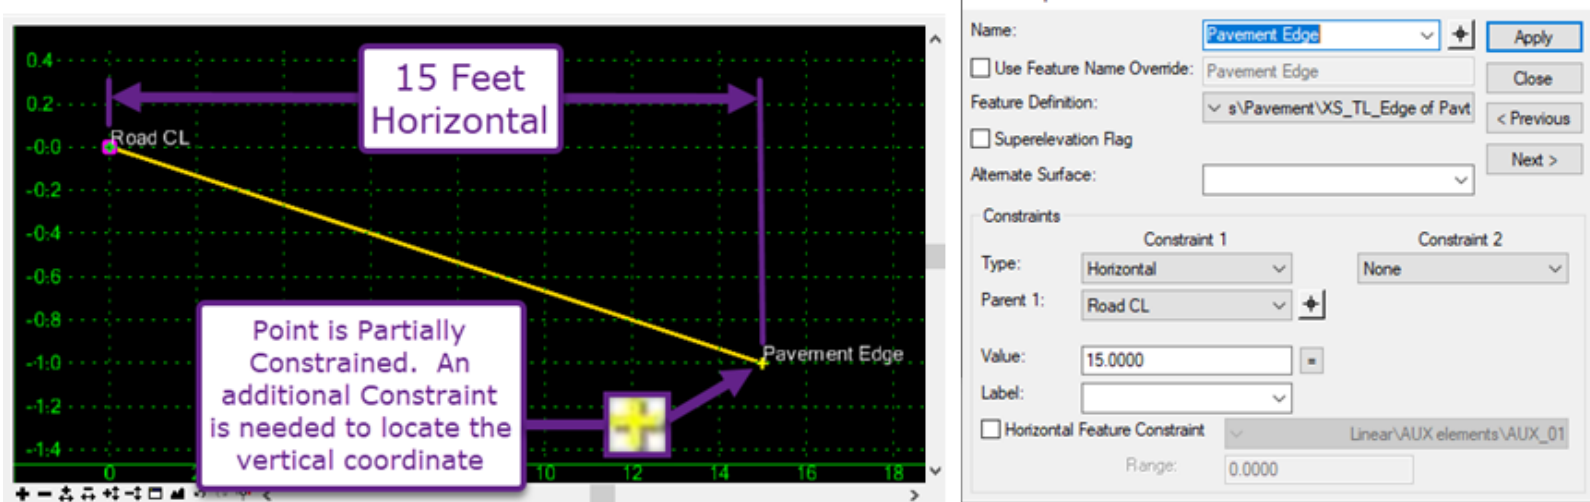 0.4
0.2
-0.0
-0.2
-0.4
-0.6
-0.8
-1.0
-1.2
-1.4
15 Feet
Horizontal
Road CL
Pavement Edge
Point is Partially
Constrained. An
additional Constraint
is needed to locate the
vertical coordinate
0
10
12
14
16
18
Name:
Pavement Edge
Apply
Use Feature Name Override:
Pavement Edge
Close
Feature Definition:
s\Pavement\XS_TL_Edge of Pavt
< Previous
Superelevation Flag
Next >
Alternate Surface:
Constraints
Constraint 1
Constraint 2
Type:
Horizontal
None
Parent 1:
Road CL
Value:
15.0000
=
Label:
Horizontal Feature Constraint
Linear\AUX elements\AUX_01
Range:
0.0000